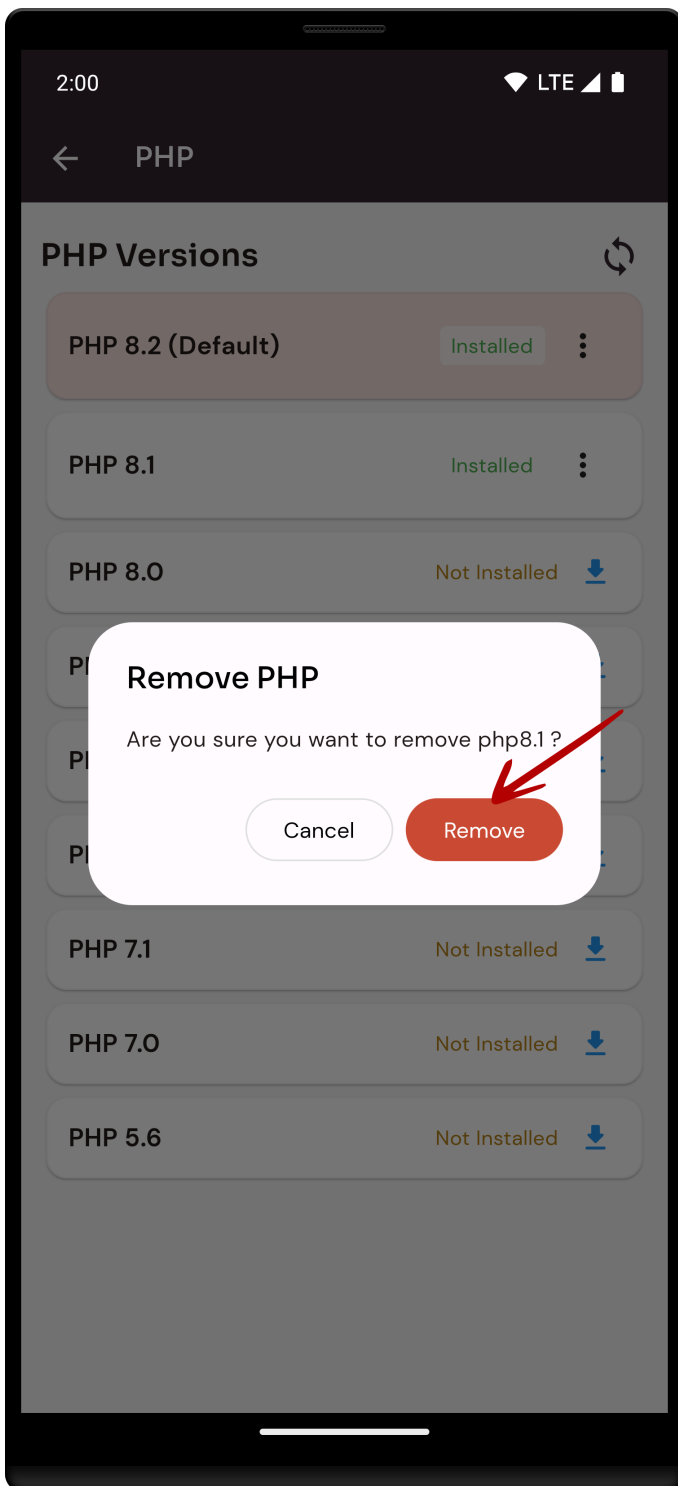 2:00 LTE
PHP
PHP Versions
PHP 8.2 (Default) Installed
PHP 8.1 Installed
PHP 8.0 Not Installed
Remove PHP
Are you sure you want to remove php8.1 ?
Cancel Remove
PHP 7.1 Not Installed
PHP 7.0 Not Installed
PHP 5.6 Not Installed